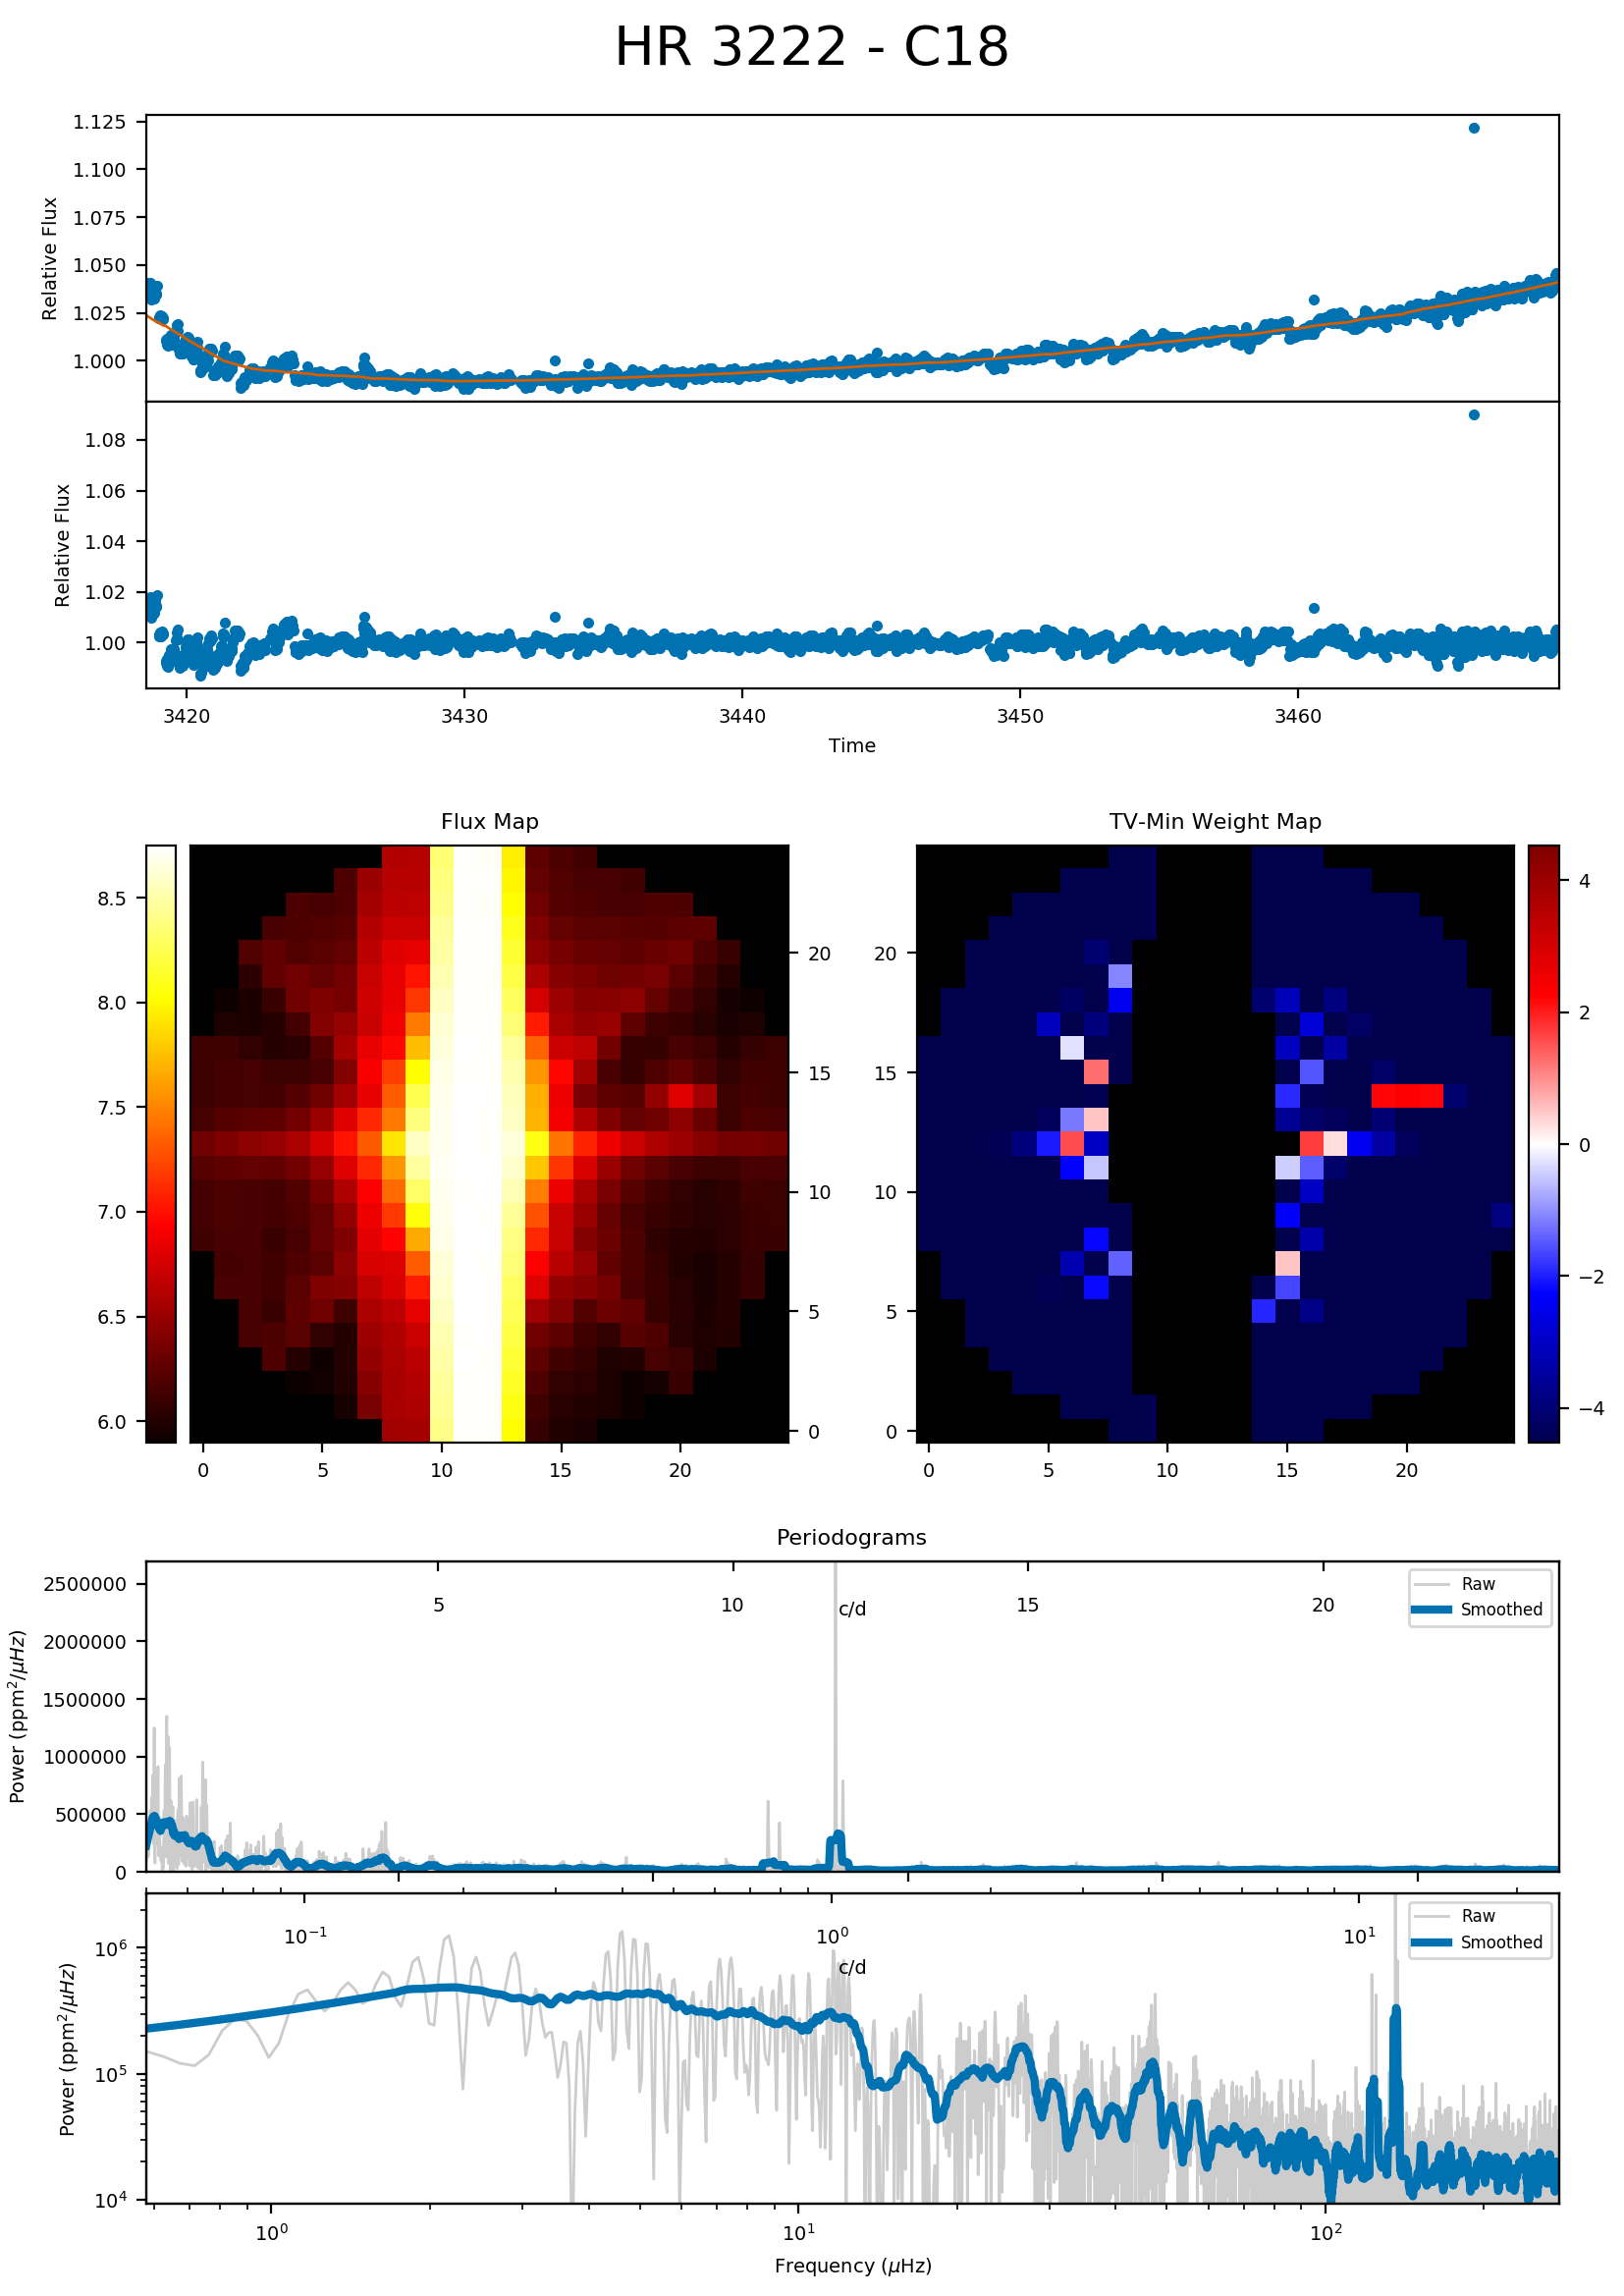 HR 3222 - C18
1.125
1.100
1.075
1.050
1.025
1.000
Relative Flux
1.08
1.06
1.04
1.02
1.00
Relative Flux
3420 3430 3440 3450 3460
Time
Flux Map
8.5
8.0
7.5
7.0
6.5
6.0
20
15
10
5
0
0 5 10 15 20
TV-Min Weight Map
20
15
10
5
0
0 5 10 15 20
4
2
0
−2
−4
Periodograms
2500000
2000000
1500000
1000000
500000
0
Power (ppm²/μHz)
5 10 15 20
c/d
Raw
Smoothed
10⁶
10⁵
10⁴
Power (ppm²/μHz)
10⁻¹ 10⁰ 10¹
c/d
Raw
Smoothed
10⁰ 10¹ 10²
Frequency (μHz)